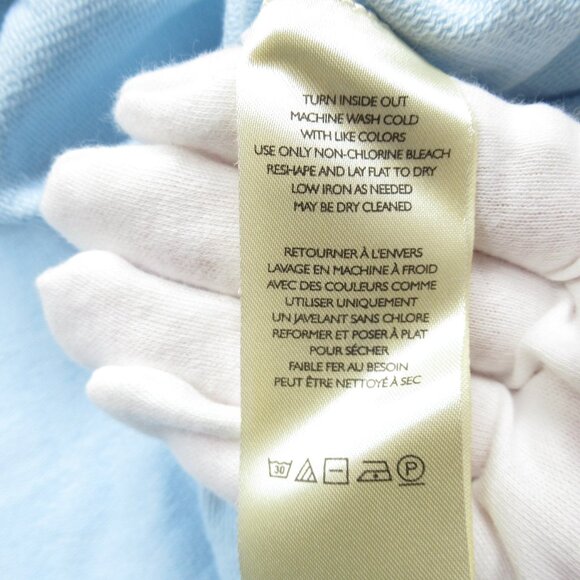 TURN INSIDE OUT
MACHINE WASH COLD
WITH LIKE COLORS
USE ONLY NON-CHLORINE BLEACH
RESHAPE AND LAY FLAT TO DRY
LOW IRON AS NEEDED
MAY BE DRY CLEANED
RETOURNER À L'ENVERS
LAVAGE EN MACHINE À FROID
AVEC DES COULEURS COMME
UTILISER UNIQUEMENT
UN JAVELANT SANS CHLORE
REFORMER ET POSER À PLAT
POUR SÉCHER
FAIBLE FER AU BESOIN
PEUT ÊTRE NETTOYÉ À SEC
30 P